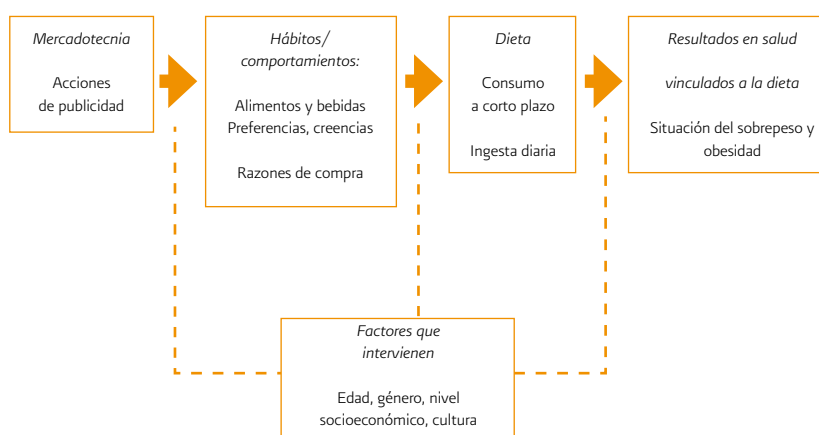 Mercadotecnia
Acciones
de publicidad
Hábitos/
comportamientos:
Alimentos y bebidas
Preferencias, creencias
Razones de compra
Dieta
Consumo
a corto plazo
Ingesta diaria
Resultados en salud
vinculados a la dieta
Situación del sobrepeso y
obesidad
Factores que
intervienen
Edad, género, nivel
socioeconómico, cultura